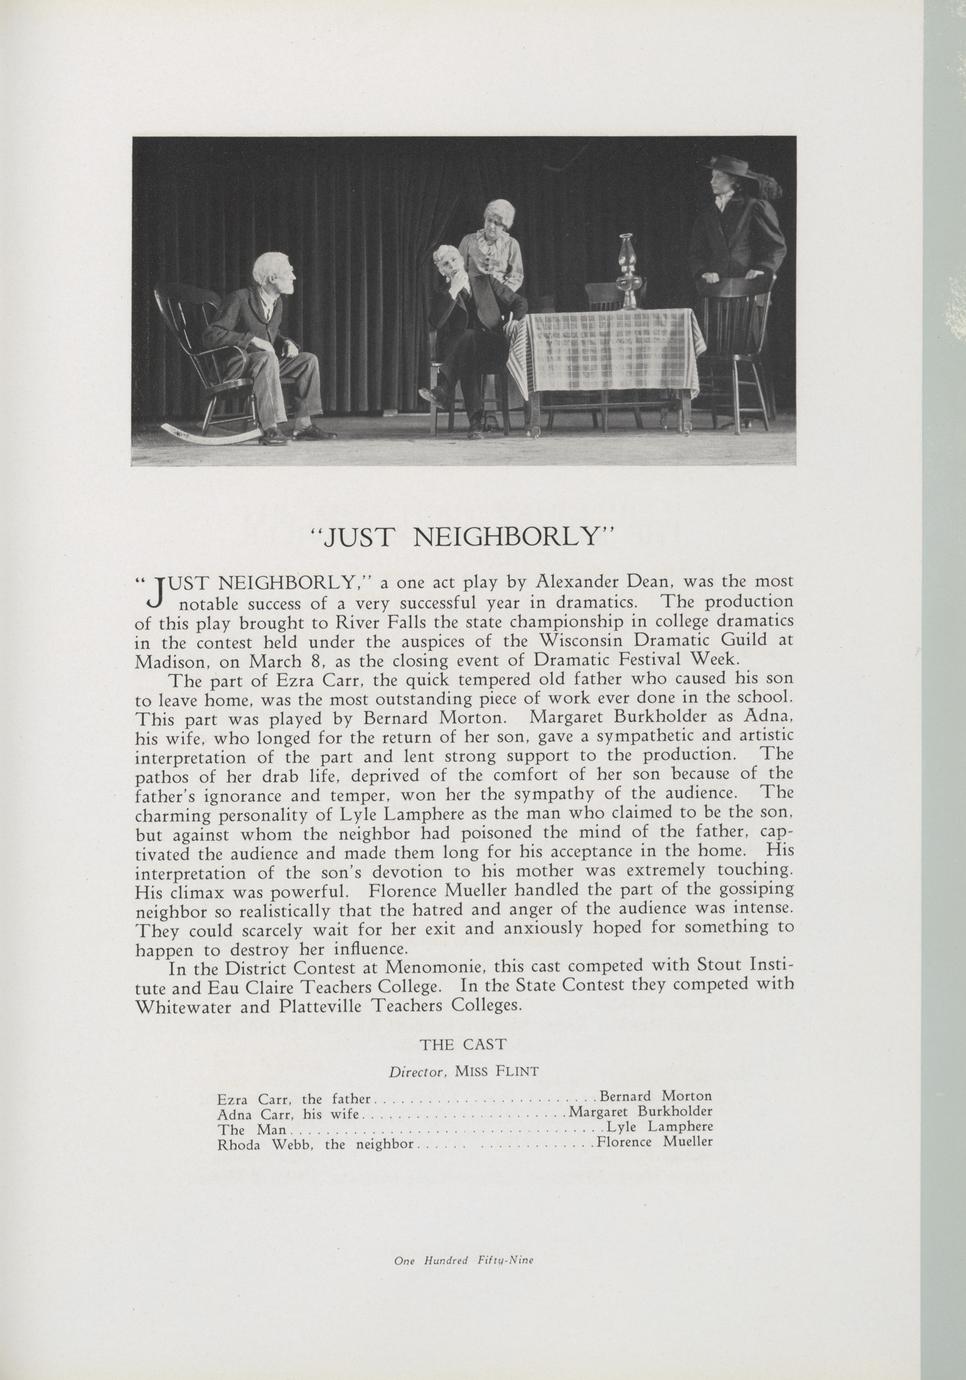 "JUST NEIGHBORLY"
"JUST NEIGHBORLY," a one act play by Alexander Dean, was the most
notable success of a very successful year in dramatics. The production
of this play brought to River Falls the state championship in college dramatics
in the contest held under the auspices of the Wisconsin Dramatic Guild at
Madison, on March 8, as the closing event of Dramatic Festival Week.
The part of Ezra Carr, the quick tempered old father who caused his son
to leave home, was the most outstanding piece of work ever done in the school.
This part was played by Bernard Morton. Margaret Burkholder as Adna,
his wife, who longed for the return of her son, gave a sympathetic and artistic
interpretation of the part and lent strong support to the production. The
pathos of her drab life, deprived of the comfort of her son because of the
father's ignorance and temper, won her the sympathy of the audience. The
charming personality of Lyle Lamphere as the man who claimed to be the son,
but against whom the neighbor had poisoned the mind of the father, cap-
tivated the audience and made them long for his acceptance in the home. His
interpretation of the son's devotion to his mother was extremely touching.
His climax was powerful. Florence Mueller handled the part of the gossiping
neighbor so realistically that the hatred and anger of the audience was intense.
They could scarcely wait for her exit and anxiously hoped for something to
happen to destroy her influence.
In the District Contest at Menomonie, this cast competed with Stout Insti-
tute and Eau Claire Teachers College. In the State Contest they competed with
Whitewater and Platteville Teachers Colleges.
THE CAST
Director, MISS FLINT
Ezra Carr, the father.........................Bernard Morton
Adna Carr, his wife.......................Margaret Burkholder
The Man...................................Lyle Lamphere
Rhoda Webb, the neighbor...... .............Florence Mueller
One Hundred Fifty-Nine